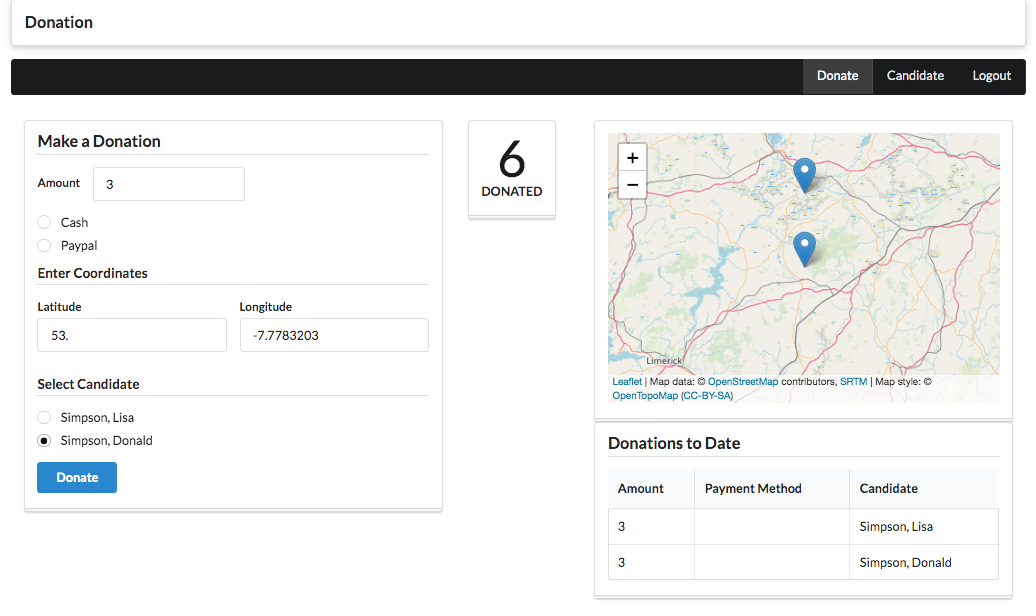 Donation
Donate Candidate Logout
Make a Donation
Amount 3
Cash
Paypal
Enter Coordinates
Latitude Longitude
53. -7.7783203
Select Candidate
Simpson, Lisa
Simpson, Donald
Donate
6
DONATED
+
−
Limerick
Leaflet | Map data: © OpenStreetMap contributors, SRTM | Map style: ©
OpenTopoMap (CC-BY-SA)
Donations to Date
Amount Payment Method Candidate
3 Simpson, Lisa
3 Simpson, Donald